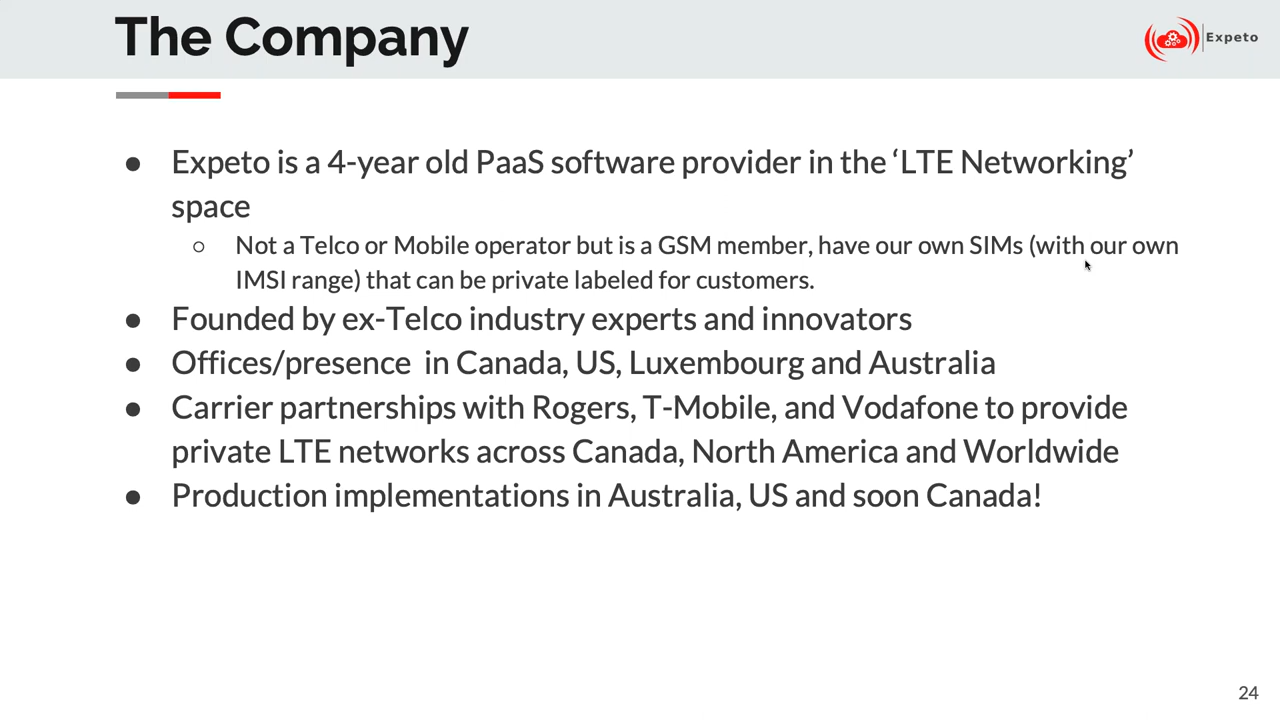 The Company
Expeto
● Expeto is a 4-year old PaaS software provider in the ‘LTE Networking’
space
○ Not a Telco or Mobile operator but is a GSM member, have our own SIMs (with our own
IMSI range) that can be private labeled for customers.
● Founded by ex-Telco industry experts and innovators
● Offices/presence  in Canada, US, Luxembourg and Australia
● Carrier partnerships with Rogers, T-Mobile, and Vodafone to provide
private LTE networks across Canada, North America and Worldwide
● Production implementations in Australia, US and soon Canada!
24